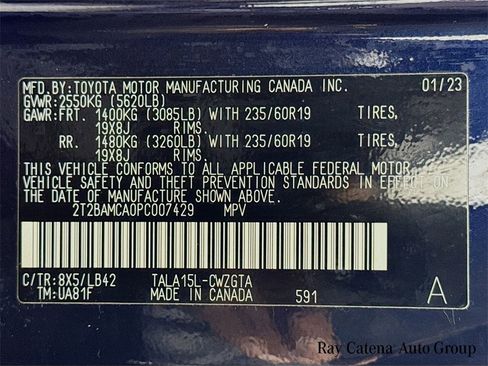 MFD.BY:TOYOTA MOTOR MANUFACTURING CANADA INC. 01/23
GVWR:2550KG (5620LB)
GAWR:FRT. 1400KG (3085LB) WITH 235/60R19 TIRES,
19X8J RIMS.
RR. 1480KG (3260LB) WITH 235/60R19 TIRES,
19X8J RIMS.
THIS VEHICLE CONFORMS TO ALL APPLICABLE FEDERAL MOTOR
VEHICLE SAFETY AND THEFT PREVENTION STANDARDS IN EFFECT ON
THE DATE OF MANUFACTURE SHOWN ABOVE.
2T2BAMCA0PC007429 MPV
C/TR:8X5/LB42 TALA15L-CWZGTA
TM:UA81F MADE IN CANADA 591 A
Ray Catena Auto Group